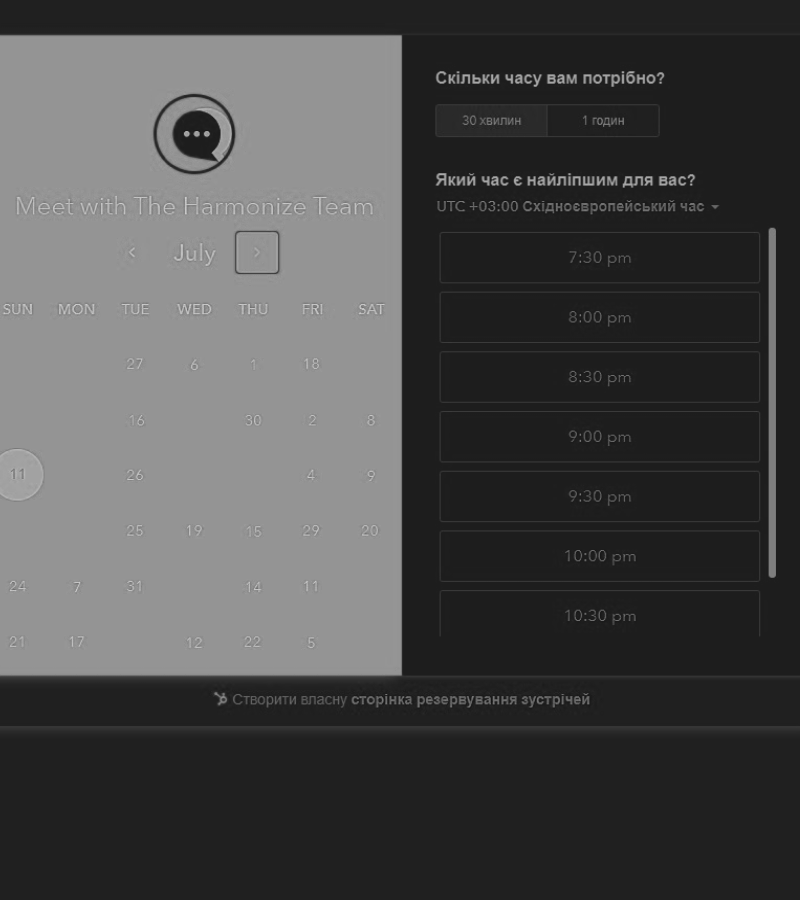 Meet with The Harmonize Team
July
SUN MON TUE WED THU FRI SAT
27 6 1 18
16 30 2 8
11 26 4 9
25 19 15 29 20
24 7 31 14 11
21 17 12 22 5
Скільки часу вам потрібно?
30 хвилин 1 годин
Який час є найліпшим для вас?
UTC +03:00 Східноєвропейський час
7:30 pm
8:00 pm
8:30 pm
9:00 pm
9:30 pm
10:00 pm
10:30 pm
Створити власну сторінка резервування зустрічей